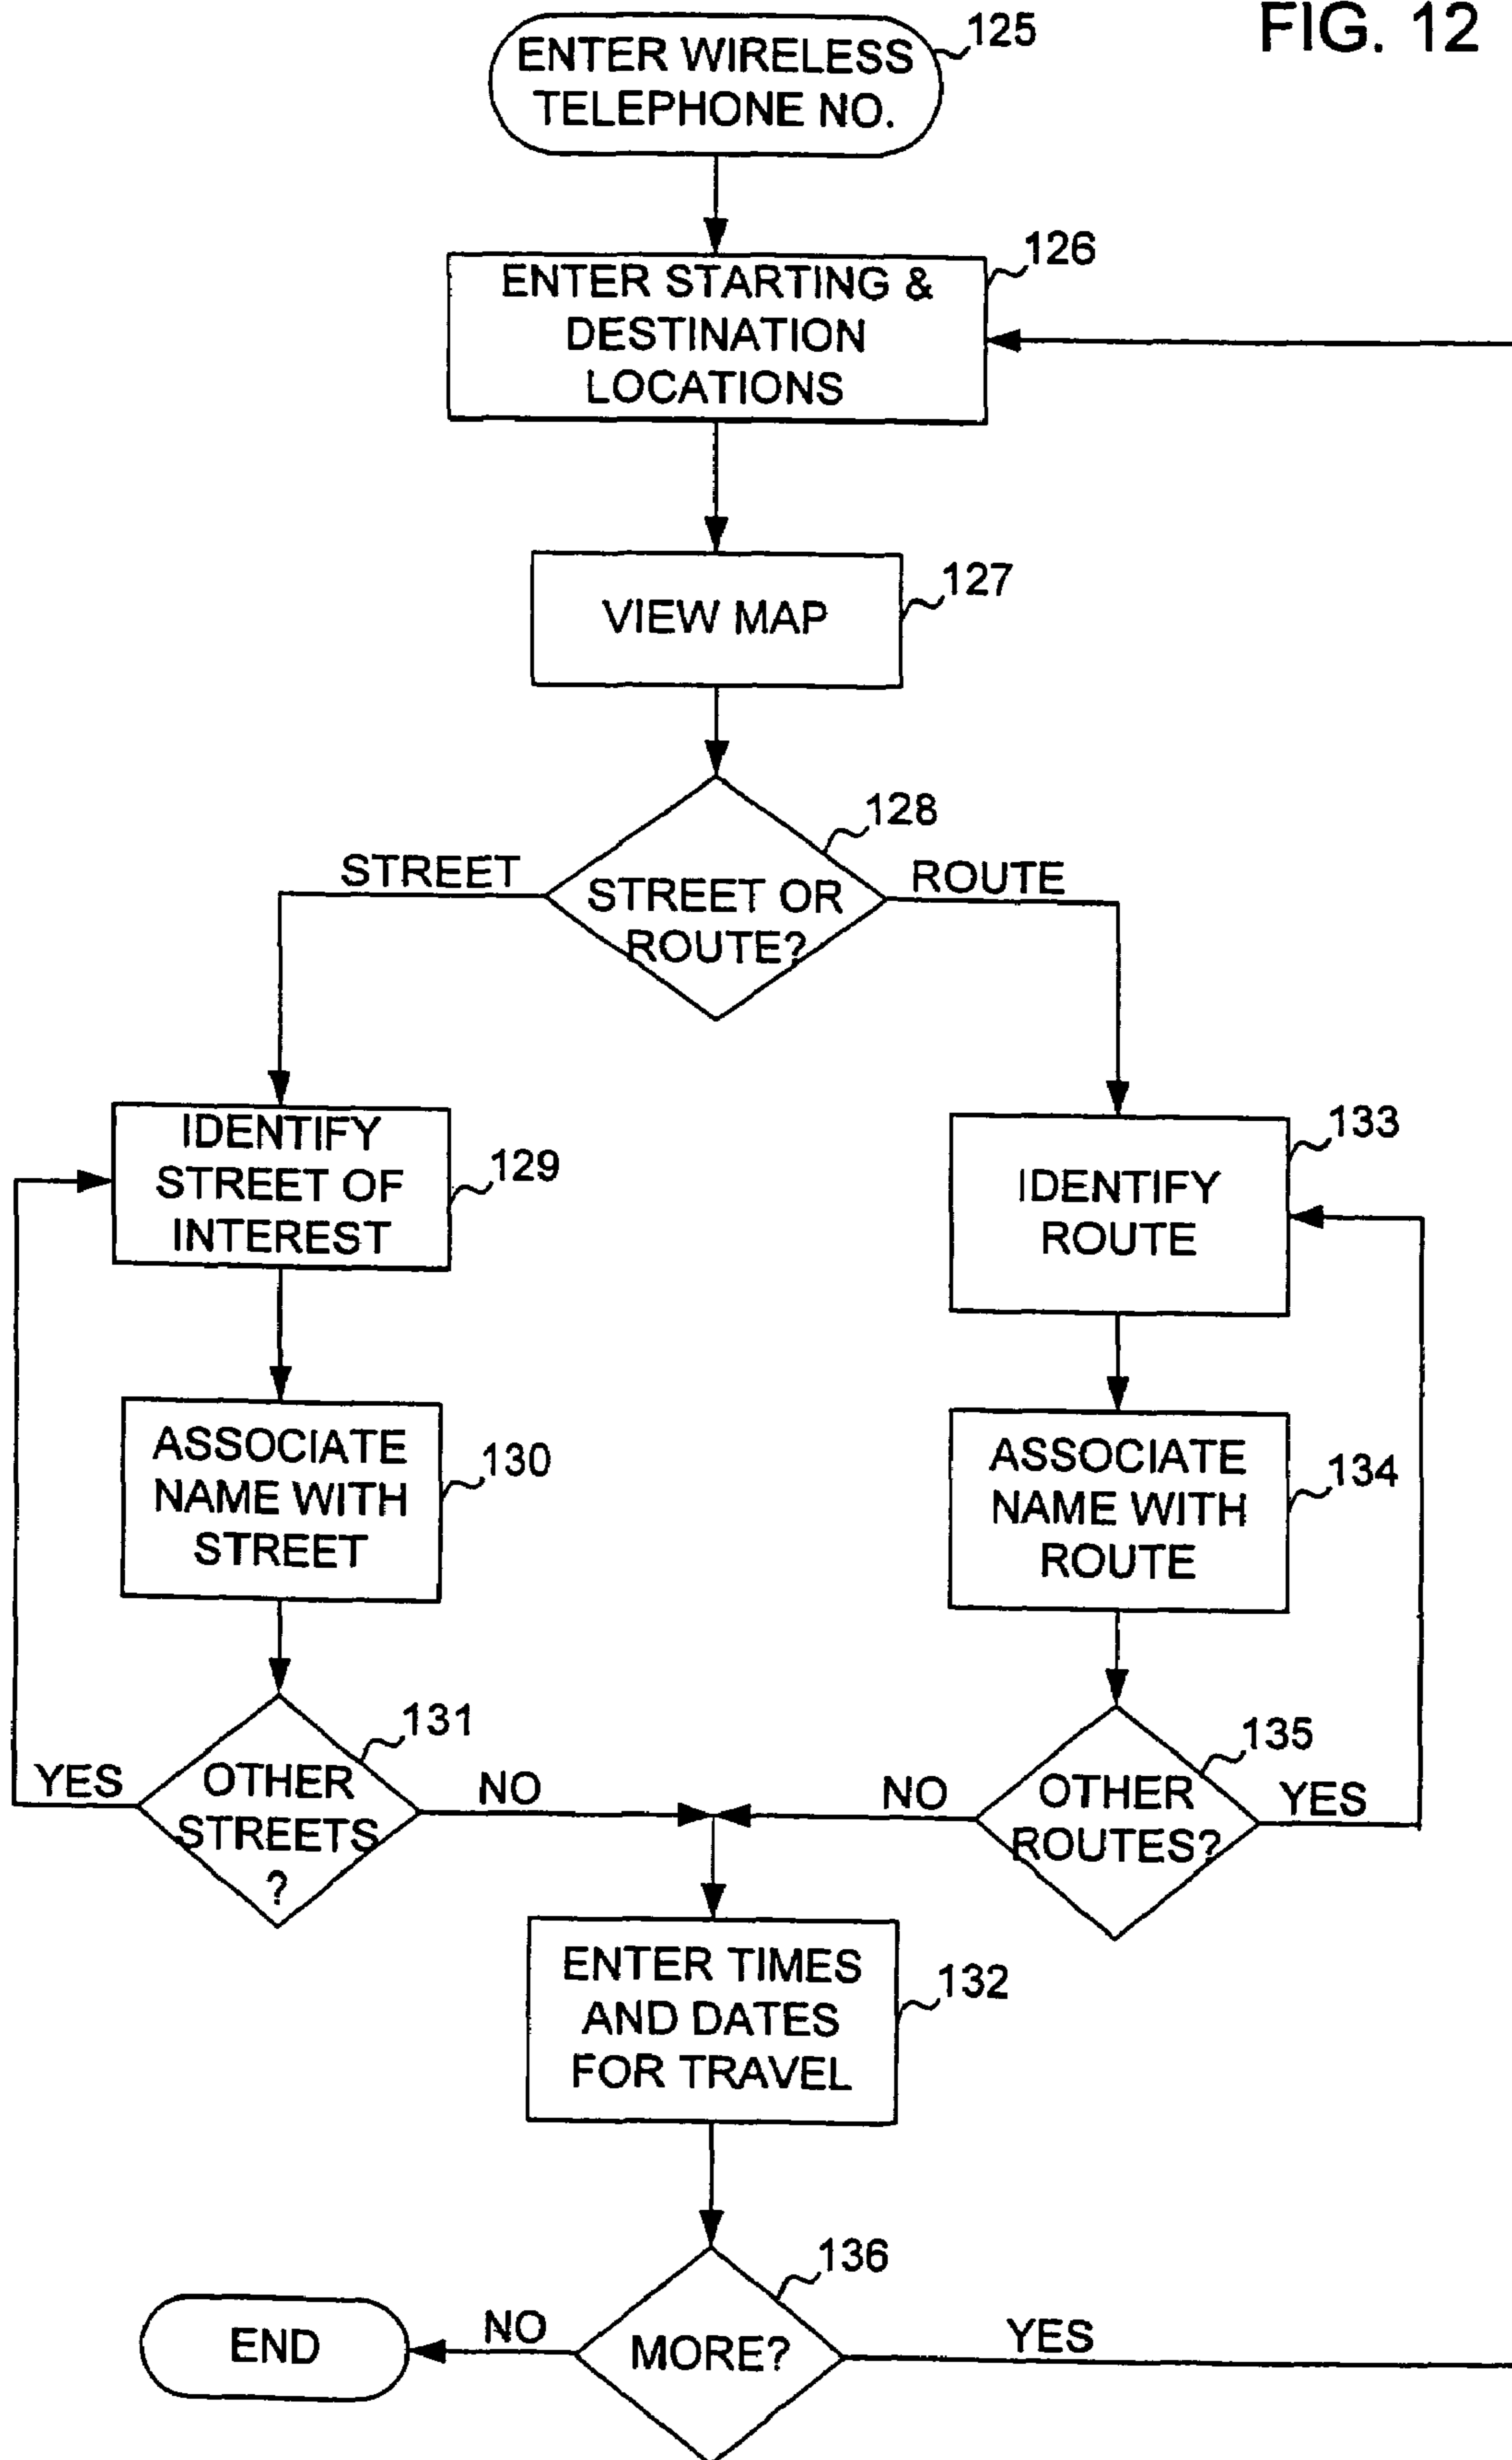 FIG. 12
ENTER WIRELESS
TELEPHONE NO.
125
ENTER STARTING &
DESTINATION
LOCATIONS
126
VIEW MAP
127
128
STREET
STREET OR
ROUTE?
ROUTE
IDENTIFY
STREET OF
INTEREST
129
IDENTIFY
ROUTE
133
ASSOCIATE
NAME WITH
STREET
130
ASSOCIATE
NAME WITH
ROUTE
134
131
YES
OTHER
STREETS
?
NO
135
NO
OTHER
ROUTES?
YES
ENTER TIMES
AND DATES
FOR TRAVEL
132
136
END
NO
MORE?
YES